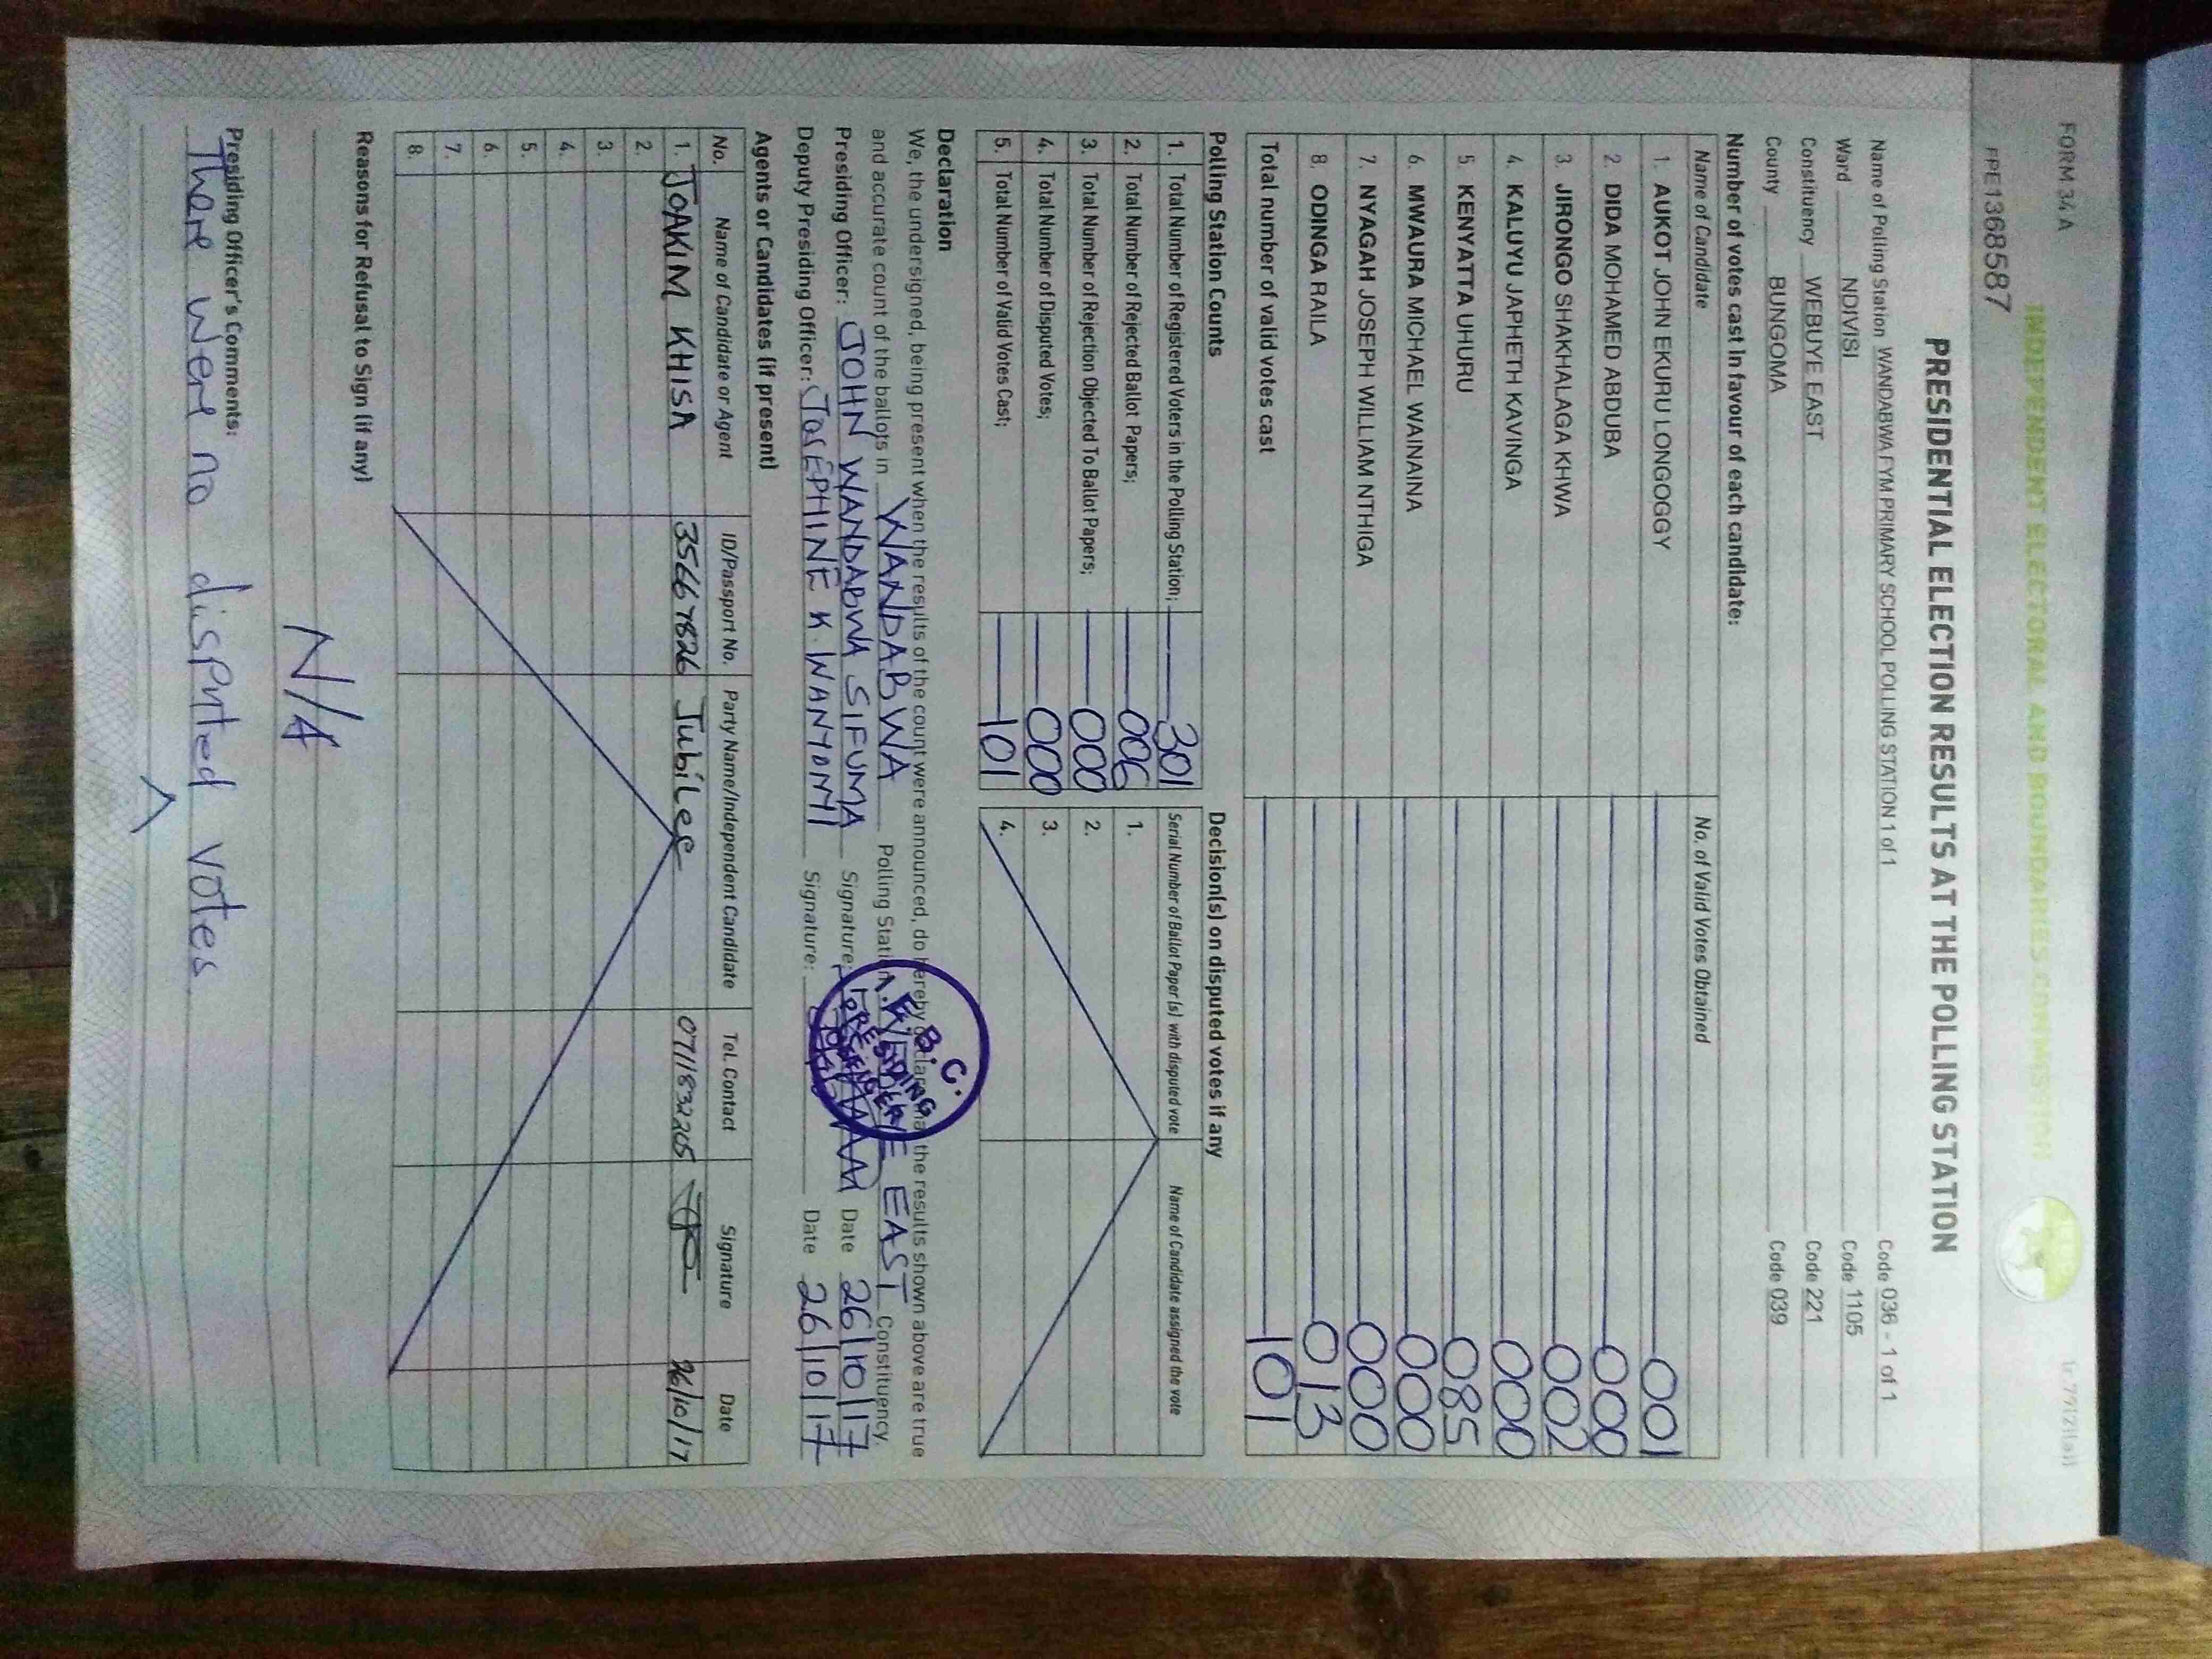 FORM 34A
INDEPENDENT ELECTORAL AND BOUNDARIES COMMISSION
FPE1368587
PRESIDENTIAL ELECTION RESULTS AT THE POLLING STATION
Name of Polling Station WANDABWA FYM PRIMARY SCHOOL POLLING STATION 1 of 1 Code 036 - 1 of 1
Ward NDIVISI Code 1105
Constituency WEBUYE EAST Code 221
County BUNGOMA Code 039
Number of votes cast in favour of each candidate:
Name of Candidate No. of Valid Votes Obtained
1. AUKOT JOHN EKURU LONGOGGY 001
2. DIDA MOHAMED ABDUBA 000
3. JIRONGO SHAKHALAGA KHWA 002
4. KALUYU JAPHETH KAVINGA 000
5. KENYATTA UHURU 085
6. MWAURA MICHAEL WAINAINA 000
7. NYAGAH JOSEPH WILLIAM NTHIGA 000
8. ODINGA RAILA 013
Total number of valid votes cast 101
Polling Station Counts Decision(s) on disputed votes if any
Serial Number of Ballot Paper(s) with disputed vote Name of Candidate assigned the vote
1. Total Number of Registered Voters in the Polling Station; 301
2. Total Number of Rejected Ballot Papers; 006 1.
3. Total Number of Rejection Objected To Ballot Papers; 000 2.
4. Total Number of Disputed Votes; 000 3.
5. Total Number of Valid Votes Cast; 101 4.
Declaration
We, the undersigned, being present when the results of the count were announced, do hereby declare that the results shown above are true
and accurate count of the ballots in WANDABWA Polling Station, WEBUYE EAST Constituency.
Presiding Officer: JOHN WANDABWA SIFUMA Signature: Date 26/10/17
Deputy Presiding Officer: JOSEPHINE K. WANYONYI Signature: Date 26/10/17
B. C.
PRESIDING
OFFICER
Agents or Candidates (if present)
No. Name of Candidate or Agent ID/Passport No. Party Name/Independent Candidate Tel. Contact Signature Date
1. JOAKIM KHISA 35667826 Jubilee 0711832205 26/10/17
2.
3.
4.
5.
6.
7.
8.
Reasons for Refusal to Sign (if any)
N/A
Presiding Officer's Comments:
There were no disputed votes.